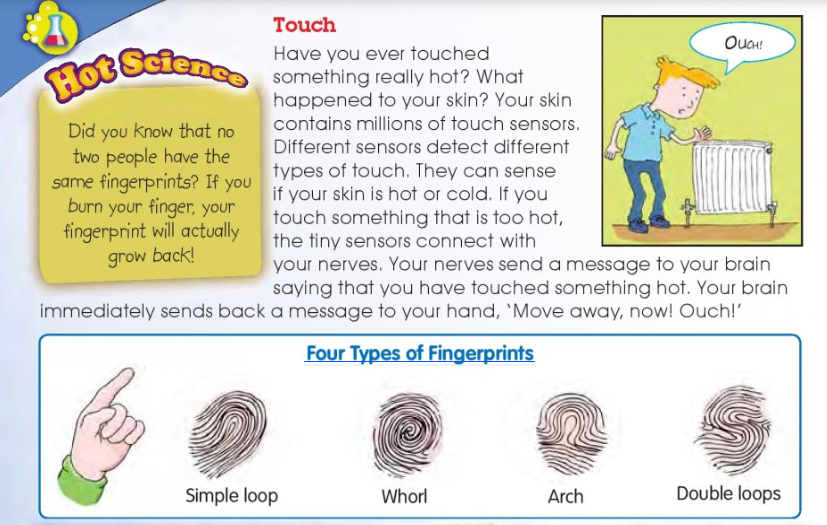 Hot Science
Did you know that no
two people have the
same fingerprints? If you
burn your finger, your
fingerprint will actually
grow back!
Touch
Have you ever touched
something really hot? What
happened to your skin? Your skin
contains millions of touch sensors.
Different sensors detect different
types of touch. They can sense
if your skin is hot or cold. If you
touch something that is too hot,
the tiny sensors connect with
your nerves. Your nerves send a message to your brain
saying that you have touched something hot. Your brain
immediately sends back a message to your hand, ‘Move away, now! Ouch!’
Ouch!
Four Types of Fingerprints
Simple loop
Whorl
Arch
Double loops